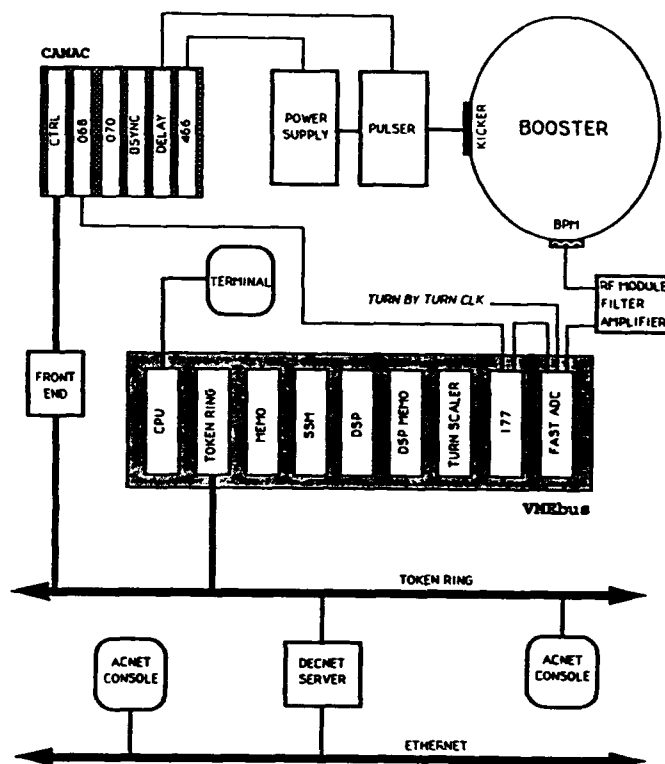 CAMAC
CTRL
068
070
DSYNC
DELAY
466
POWER
SUPPLY
PULSER
KICKER
BOOSTER
BPM
TERMINAL
TURN BY TURN CLK
RF MODULE
FILTER
AMPLIFIER
FRONT
END
CPU
TOKEN RING
MEMO
SSM
DSP
DSP MEMO
TURN SCALER
177
FAST ADC
VMEbus
TOKEN RING
ACNET
CONSOLE
DECNET
SERVER
ACNET
CONSOLE
ETHERNET